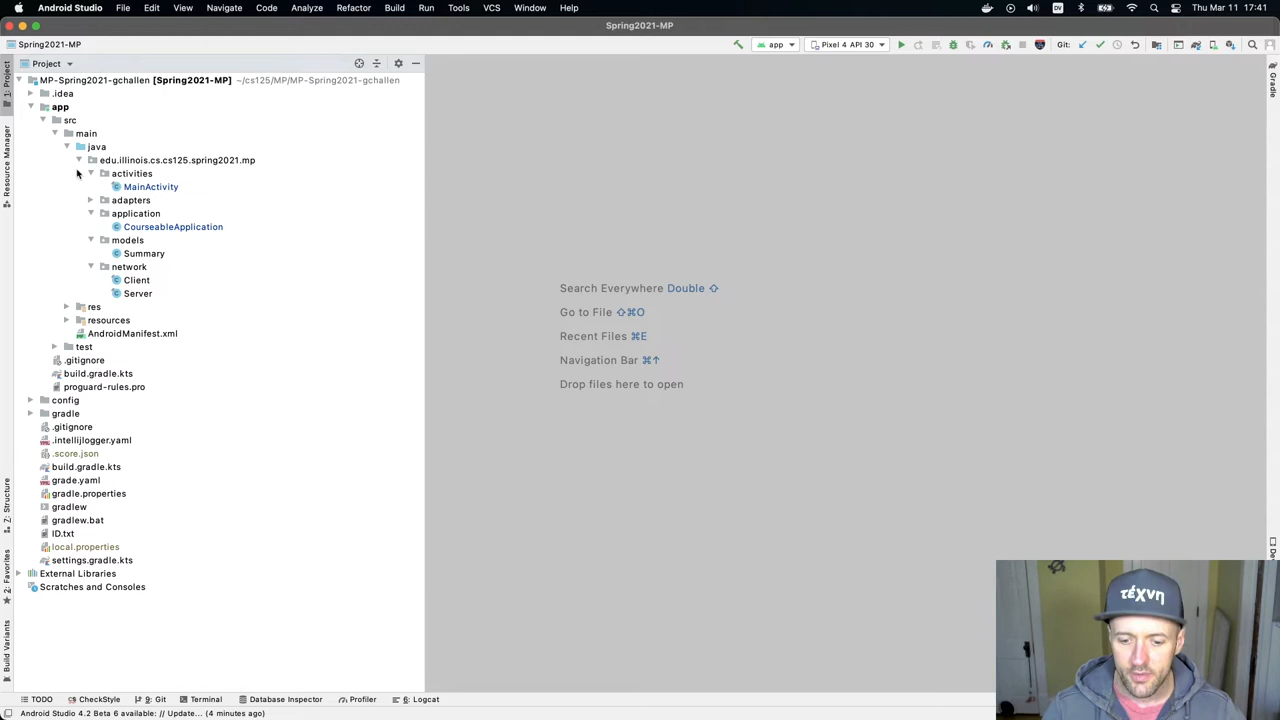 Android Studio File Edit View Navigate Code Analyze Refactor Build Run Tools VCS Window Help DV Thu Mar 11 17:41
Spring2021-MP
Spring2021-MP app Pixel 4 API 30 Git:
Project
MP-Spring2021-gchallen [Spring2021-MP] ~/cs125/MP/MP-Spring2021-gchallen
.idea
app
src
main
java
edu.illinois.cs.cs125.spring2021.mp
activities
MainActivity
adapters
application
CourseableApplication
models
Summary
network
Client
Server
res
resources
AndroidManifest.xml
test
.gitignore
build.gradle.kts
proguard-rules.pro
config
gradle
.gitignore
.intellijlogger.yaml
.score.json
build.gradle.kts
grade.yaml
gradle.properties
gradlew
gradlew.bat
ID.txt
local.properties
settings.gradle.kts
External Libraries
Scratches and Consoles
1: Project
Resource Manager
Z: Structure
2: Favorites
Build Variants
Search Everywhere Double ⇧
Go to File ⇧⌘O
Recent Files ⌘E
Navigation Bar ⌘↑
Drop files here to open
Gradle
τέχνη
TODO CheckStyle 9: Git Terminal Database Inspector Profiler 6: Logcat
Android Studio 4.2 Beta 6 available: // Update... (4 minutes ago)